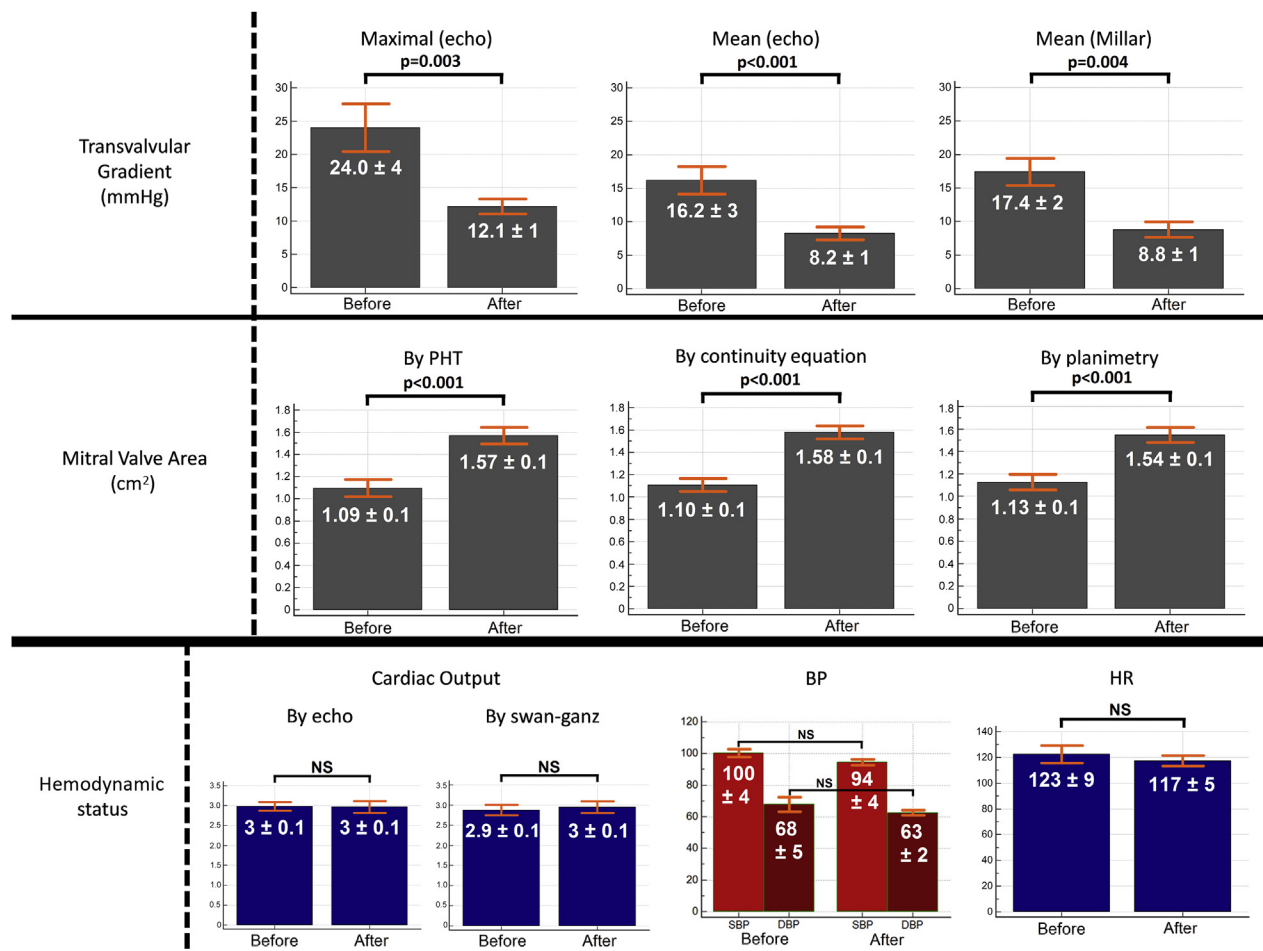 Transvalvular
Gradient
(mmHg)
Maximal (echo)
p=0.003
30
25
20
15
10
5
0
24.0 ± 4
12.1 ± 1
Before After
Mean (echo)
p<0.001
30
25
20
15
10
5
0
16.2 ± 3
8.2 ± 1
Before After
Mean (Millar)
p=0.004
30
25
20
15
10
5
0
17.4 ± 2
8.8 ± 1
Before After
Mitral Valve Area
(cm²)
By PHT
p<0.001
1.8
1.6
1.4
1.2
1.0
0.8
0.6
0.4
0.2
0
1.09 ± 0.1
1.57 ± 0.1
Before After
By continuity equation
p<0.001
1.8
1.6
1.4
1.2
1.0
0.8
0.6
0.4
0.2
0
1.10 ± 0.1
1.58 ± 0.1
Before After
By planimetry
p<0.001
1.8
1.6
1.4
1.2
1.0
0.8
0.6
0.4
0.2
0
1.13 ± 0.1
1.54 ± 0.1
Before After
Hemodynamic
status
Cardiac Output
By echo
NS
3.5
3.0
2.5
2.0
1.5
1.0
0.5
0
3 ± 0.1 3 ± 0.1
Before After
By swan-ganz
NS
3.5
3.0
2.5
2.0
1.5
1.0
0.5
0
2.9 ± 0.1 3 ± 0.1
Before After
BP
NS
NS
120
100
80
60
40
20
0
100
± 4
68
± 5
94
± 4
63
± 2
SBP DBP SBP DBP
Before After
HR
NS
140
120
100
80
60
40
20
0
123 ± 9 117 ± 5
Before After